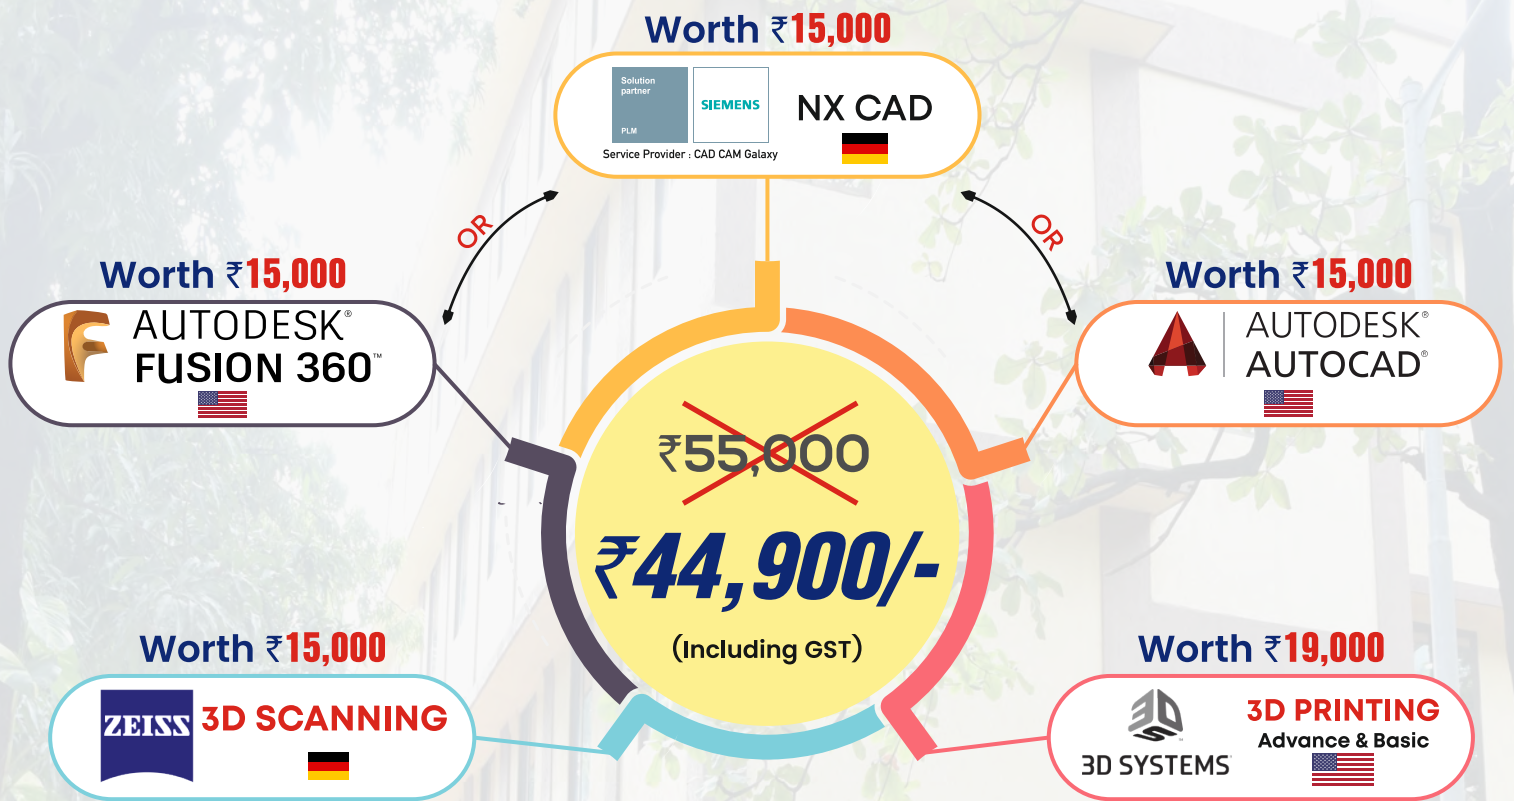 Worth ₹15,000
Solution
partner
PLM
SIEMENS
NX CAD
Service Provider : CAD CAM Galaxy
OR
OR
Worth ₹15,000
AUTODESK®
FUSION 360™
Worth ₹15,000
AUTODESK®
AUTOCAD®
₹55,000
₹44,900/-
(Including GST)
Worth ₹15,000
ZEISS
3D SCANNING
Worth ₹19,000
3DS
3D SYSTEMS
3D PRINTING
Advance & Basic